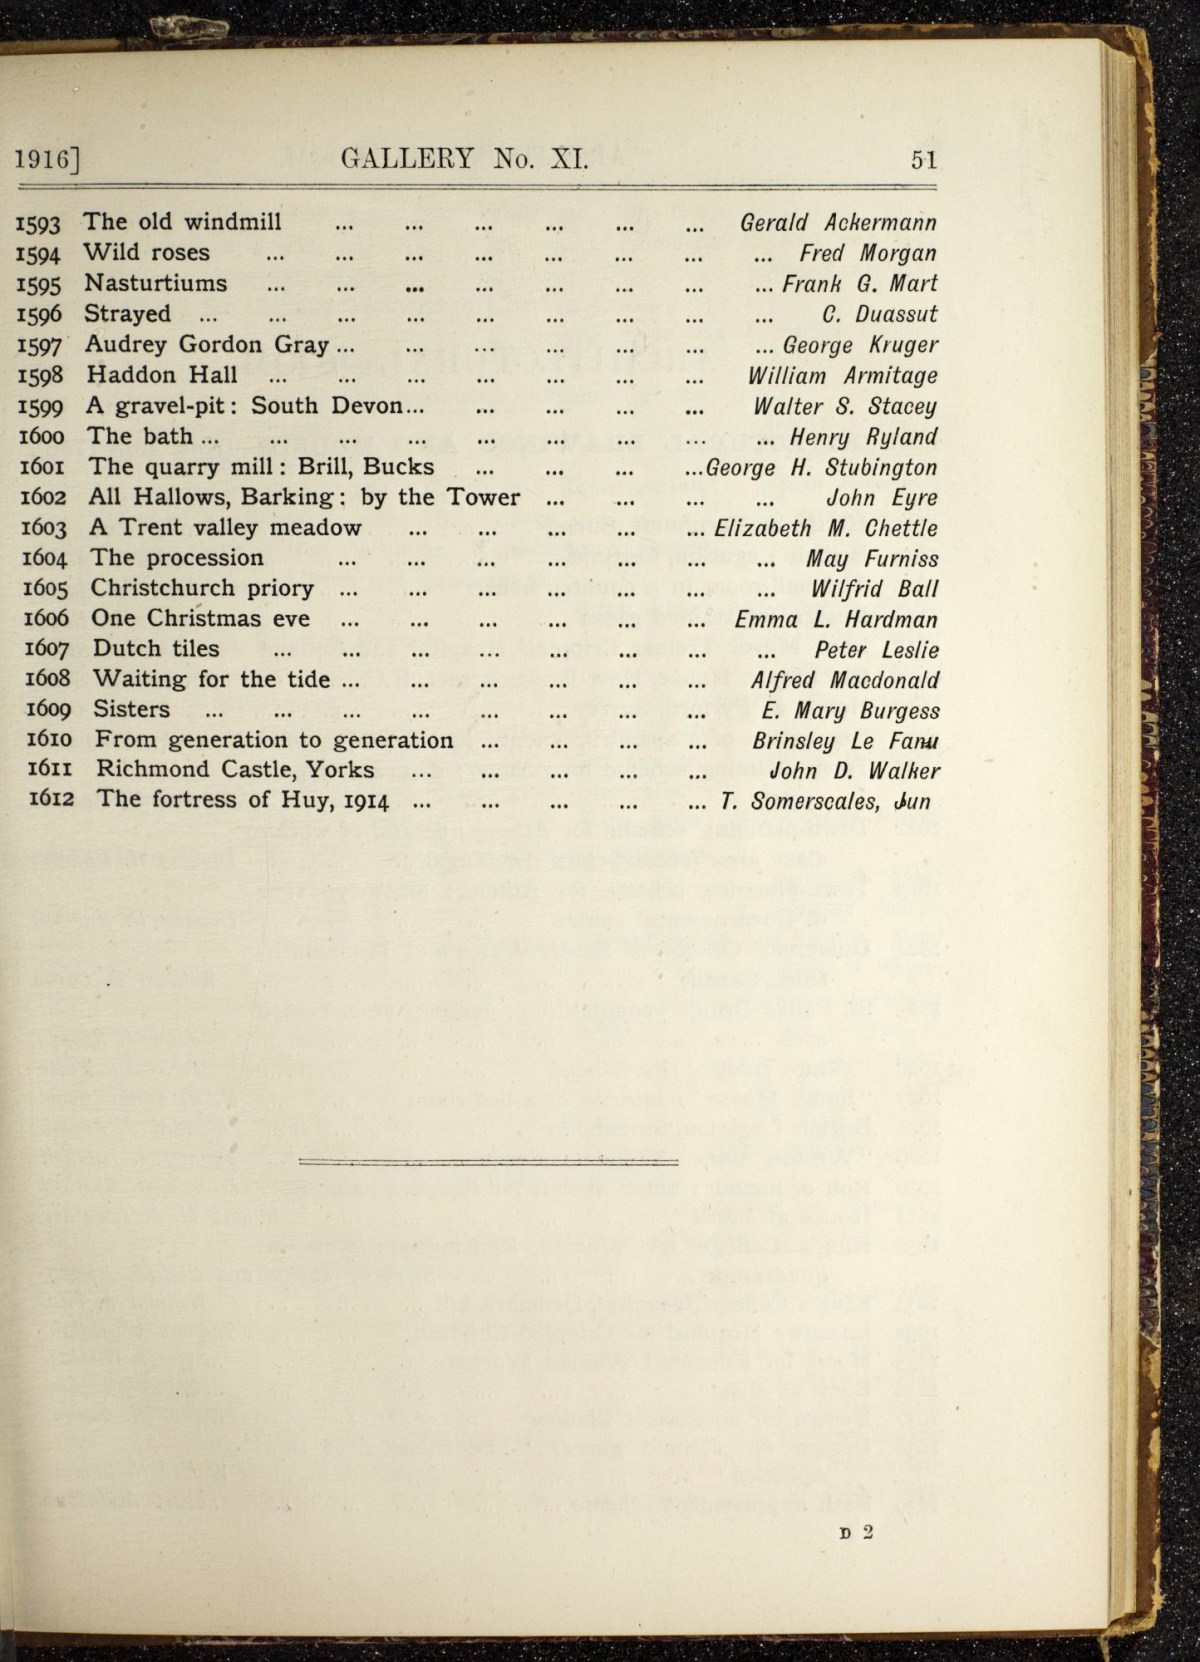 1916] GALLERY No. XI. 51
1593 The old windmill ... ... ... ... ... ... Gerald Ackermann
1594 Wild roses ... ... ... ... ... ... ... ... Fred Morgan
1595 Nasturtiums ... ... ... ... ... ... ... ... Frank G. Mart
1596 Strayed ... ... ... ... ... ... ... ... ... C. Duassut
1597 Audrey Gordon Gray ... ... ... ... ... ... ... George Kruger
1598 Haddon Hall ... ... ... ... ... ... ... William Armitage
1599 A gravel-pit: South Devon... ... ... ... ... Walter S. Stacey
1600 The bath ... ... ... ... ... ... ... ... ... Henry Ryland
1601 The quarry mill: Brill, Bucks ... ... ... ...George H. Stubington
1602 All Hallows, Barking: by the Tower ... ... ... ... John Eyre
1603 A Trent valley meadow ... ... ... ... ... Elizabeth M. Chettle
1604 The procession ... ... ... ... ... ... ... May Furniss
1605 Christchurch priory ... ... ... ... ... ... ... Wilfrid Ball
1606 One Christmas eve ... ... ... ... ... ... Emma L. Hardman
1607 Dutch tiles ... ... ... ... ... ... ... ... Peter Leslie
1608 Waiting for the tide ... ... ... ... ... ... Alfred Macdonald
1609 Sisters ... ... ... ... ... ... ... ... E. Mary Burgess
1610 From generation to generation ... ... ... ... Brinsley Le Fanu
1611 Richmond Castle, Yorks ... ... ... ... ... John D. Walker
1612 The fortress of Huy, 1914 ... ... ... ... ... T. Somerscales, Jun
D 2